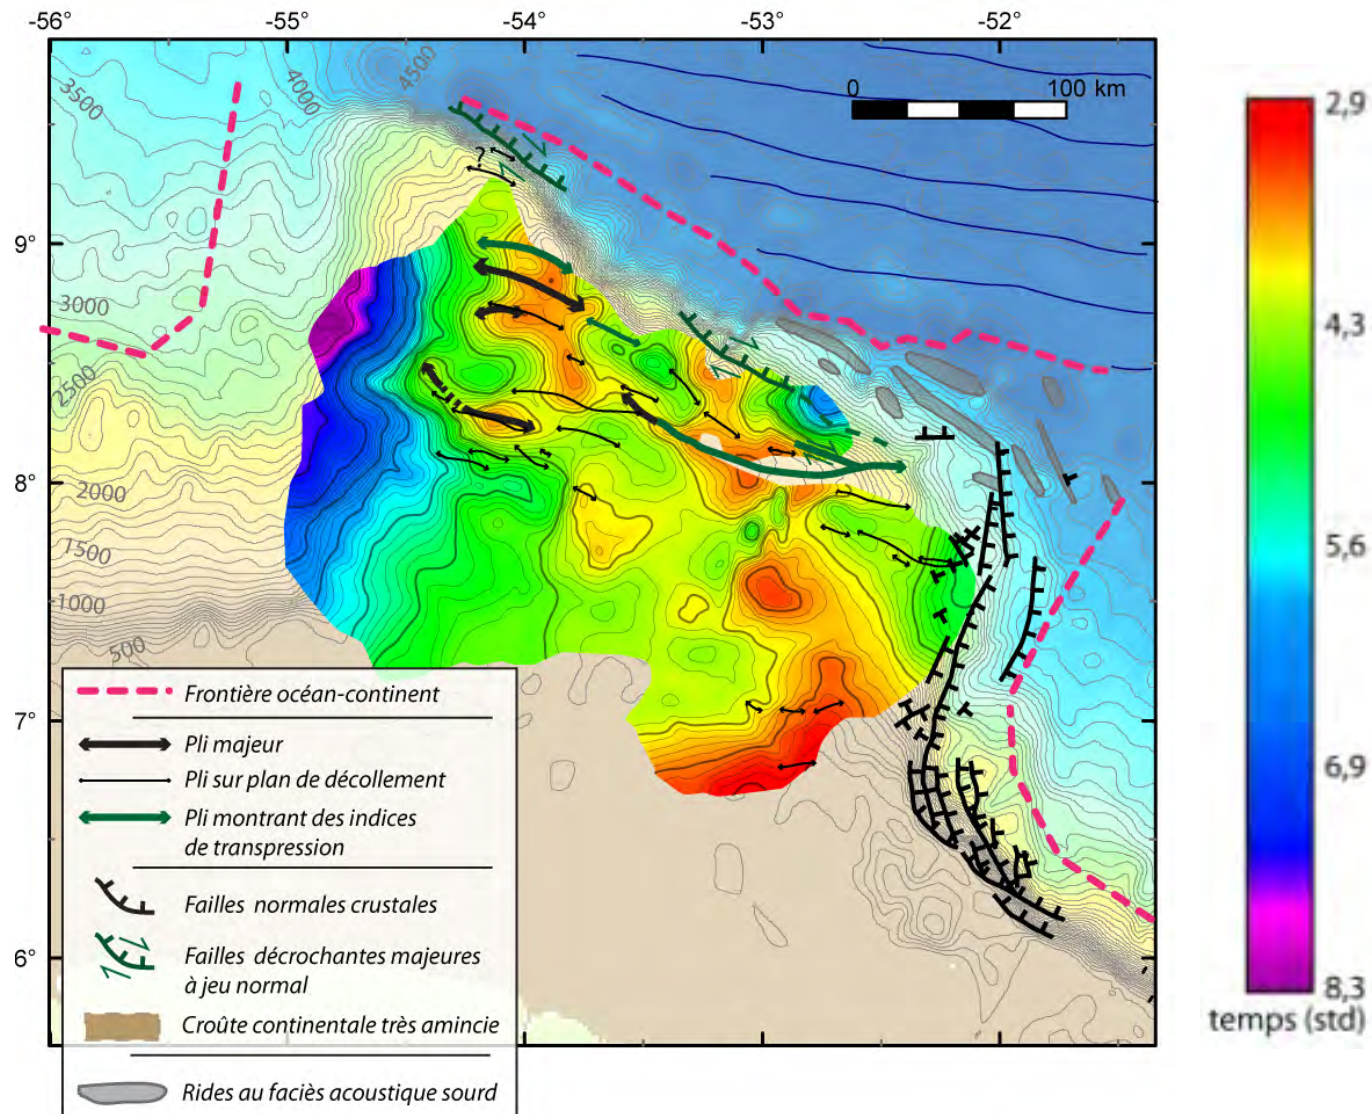 -56° -55° -54° -53° -52°
0 100 km
2,9
4,3
5,6
6,9
8,3
temps (std)
9°
8°
7°
6°
3500
4000
4500
3000
2500
2000
1500
1000
500
?
Frontière océan-continent
Pli majeur
Pli sur plan de décollement
Pli montrant des indices
de transpression
Failles normales crustales
Failles décrochantes majeures
à jeu normal
Croûte continentale très amincie
Rides au faciès acoustique sourd